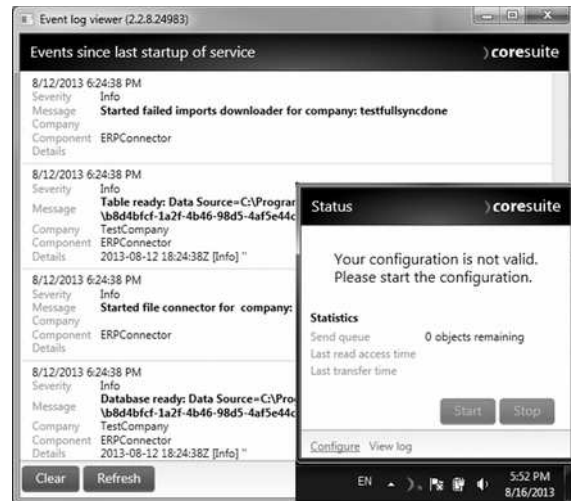 Event log viewer (2.2.8.24983)
Events since last startup of service
coresuite
8/12/2013 6:24:38 PM
Severity Info
Message Started failed imports downloader for company: testfullsyncdone
Company
Component ERPConnector
Details
8/12/2013 6:24:38 PM
Severity Info
Message Table ready: Data Source=C:\Program
\b8d4bfcf-1a2f-4b46-98d5-4af5e44c
Company TestCompany
Component ERPConnector
Details 2013-08-12 18:24:38Z [Info] "
8/12/2013 6:24:38 PM
Severity Info
Message Started file connector for company:
Company
Component ERPConnector
Details
8/12/2013 6:24:38 PM
Severity Info
Message Database ready: Data Source=C:\Pro
\b8d4bfcf-1a2f-4b46-98d5-4af5e44c
Company TestCompany
Component ERPConnector
Details 2013-08-12 18:24:38Z [Info] "
Clear Refresh
Status
coresuite
Your configuration is not valid.
Please start the configuration.
Statistics
Send queue 0 objects remaining
Last read access time
Last transfer time
Start Stop
Configure View log
EN
5:52 PM
8/16/2013